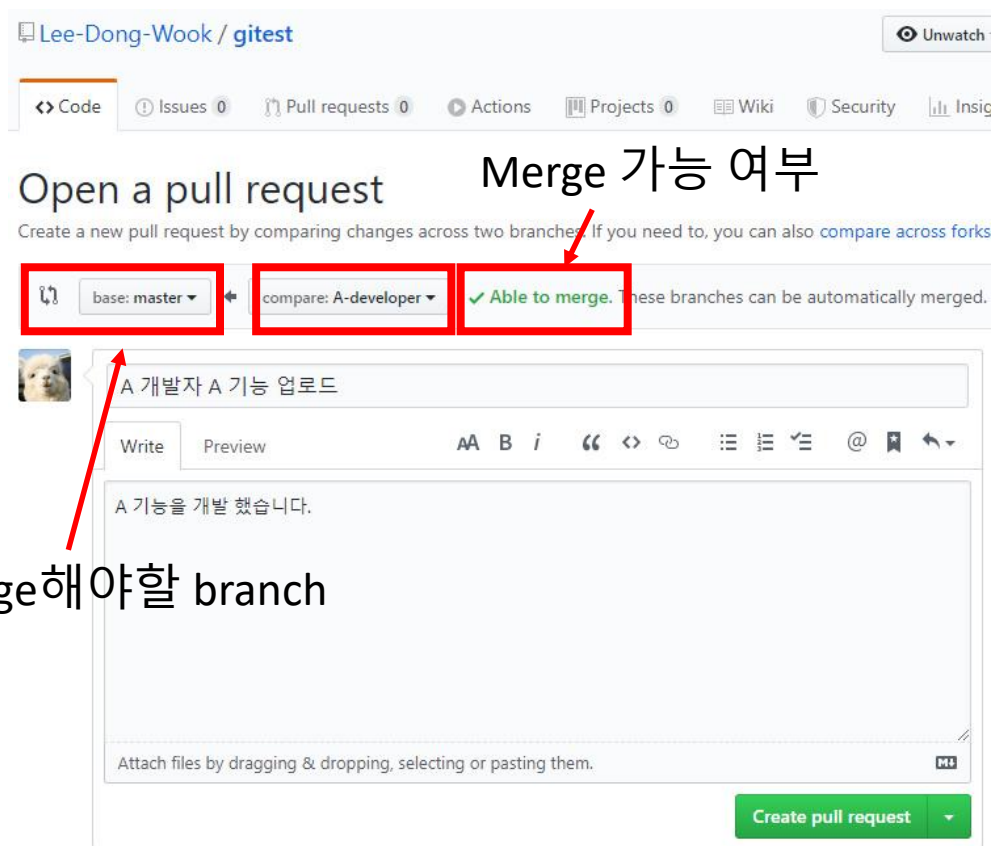 Lee-Dong-Wook / gitest
Unwatch
Code Issues 0 Pull requests 0 Actions Projects 0 Wiki Security
Merge 가능 여부
Open a pull request
Create a new pull request by comparing changes across two branches. If you need to, you can also compare across forks
base: master compare: A-developer Able to merge. These branches can be automatically merged.
A 개발자 A 기능 업로드
Write Preview AA B i @
A 기능을 개발 했습니다.
해야할 branch
Attach files by dragging & dropping, selecting or pasting them.
Create pull request